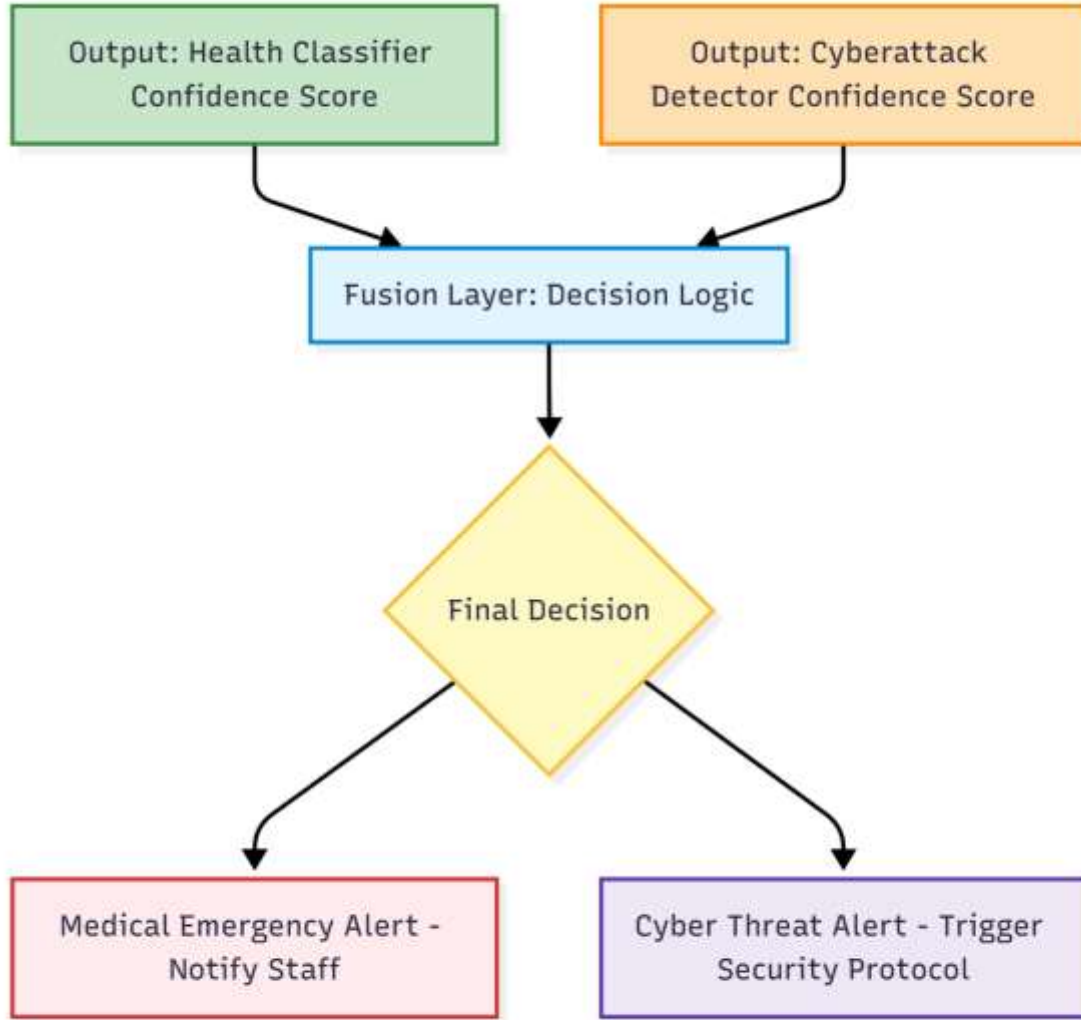 Output: Health Classifier
Confidence Score
Output: Cyberattack
Detector Confidence Score
Fusion Layer: Decision Logic
Final Decision
Medical Emergency Alert -
Notify Staff
Cyber Threat Alert - Trigger
Security Protocol